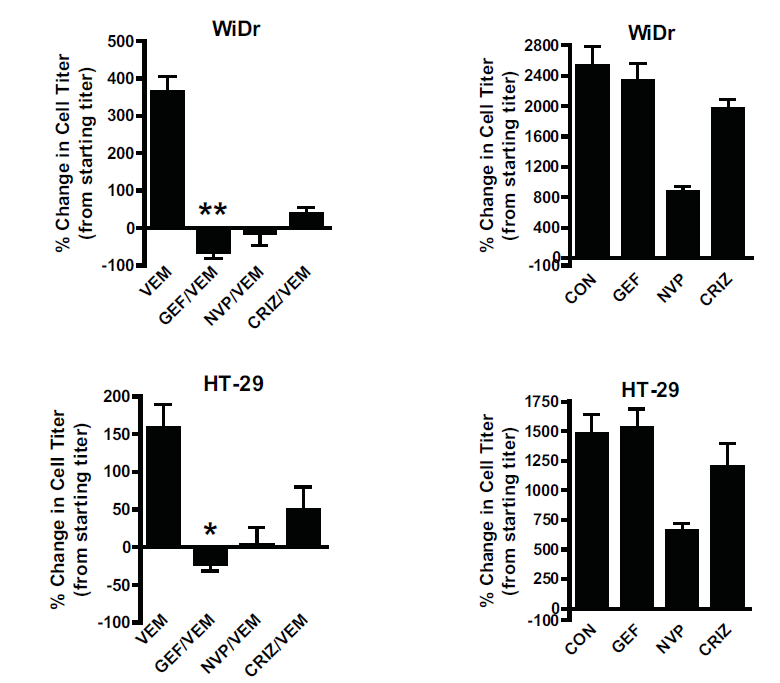 WiDr
% Change in Cell Titer
(from starting titer)
500
400
300
200
100
0
-100
**
VEM
GEF/VEM
NVP/VEM
CRIZ/VEM
WiDr
% Change in Cell Titer
(from starting titer)
2800
2400
2000
1600
1200
800
400
0
-100
CON
GEF
NVP
CRIZ
HT-29
% Change in Cell Titer
(from starting titer)
200
150
100
50
0
-50
-100
*
VEM
GEF/VEM
NVP/VEM
CRIZ/VEM
HT-29
% Change in Cell Titer
(from starting titer)
1750
1500
1250
1000
750
500
250
0
-100
CON
GEF
NVP
CRIZ